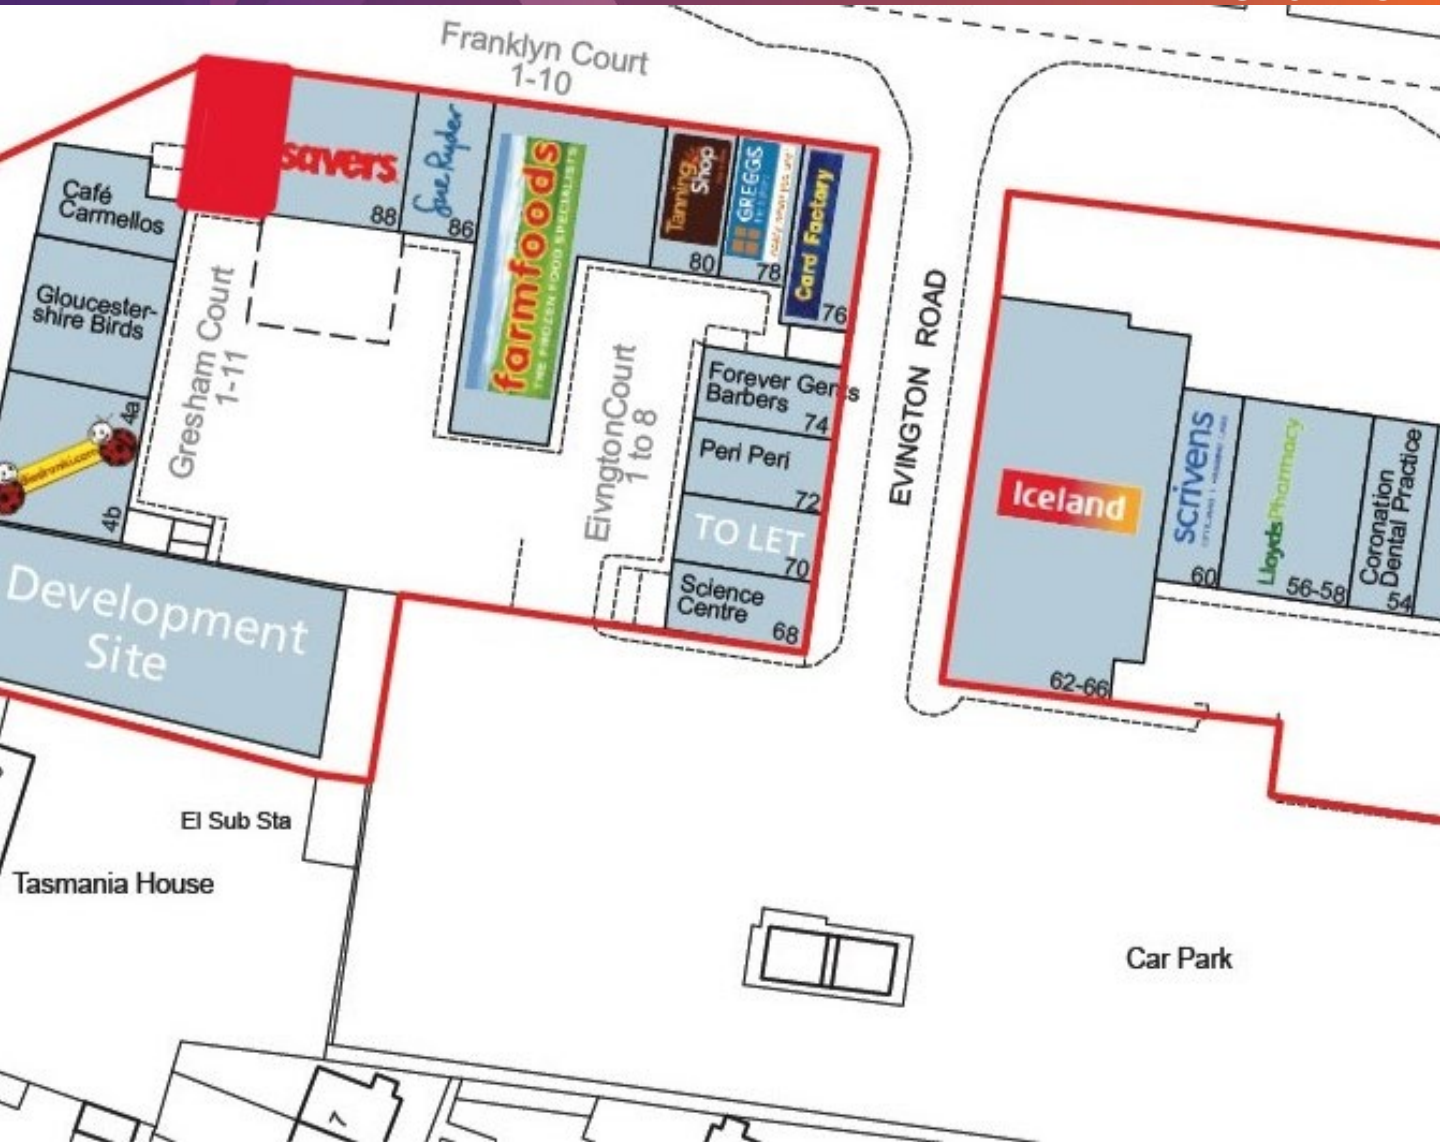 Franklyn Court
1-10
savers
88
Sue Ryder
86
farmfoods
THE FROZEN FOOD SPECIALISTS
Tanning
Shop
80
GREGGS
78
Card Factory
76
Café
Carmellos
Gloucester-
shire Birds
4a
4b
Gresham Court
1-11
EivngtonCourt
1 to 8
Forever Gents
Barbers
74
Peri Peri
72
TO LET
70
Science
Centre
68
EVINGTON ROAD
Iceland
62-66
scrivens
60
LloydsPharmacy
56-58
Coronation
Dental Practice
54
Development
Site
El Sub Sta
Tasmania House
Car Park
7